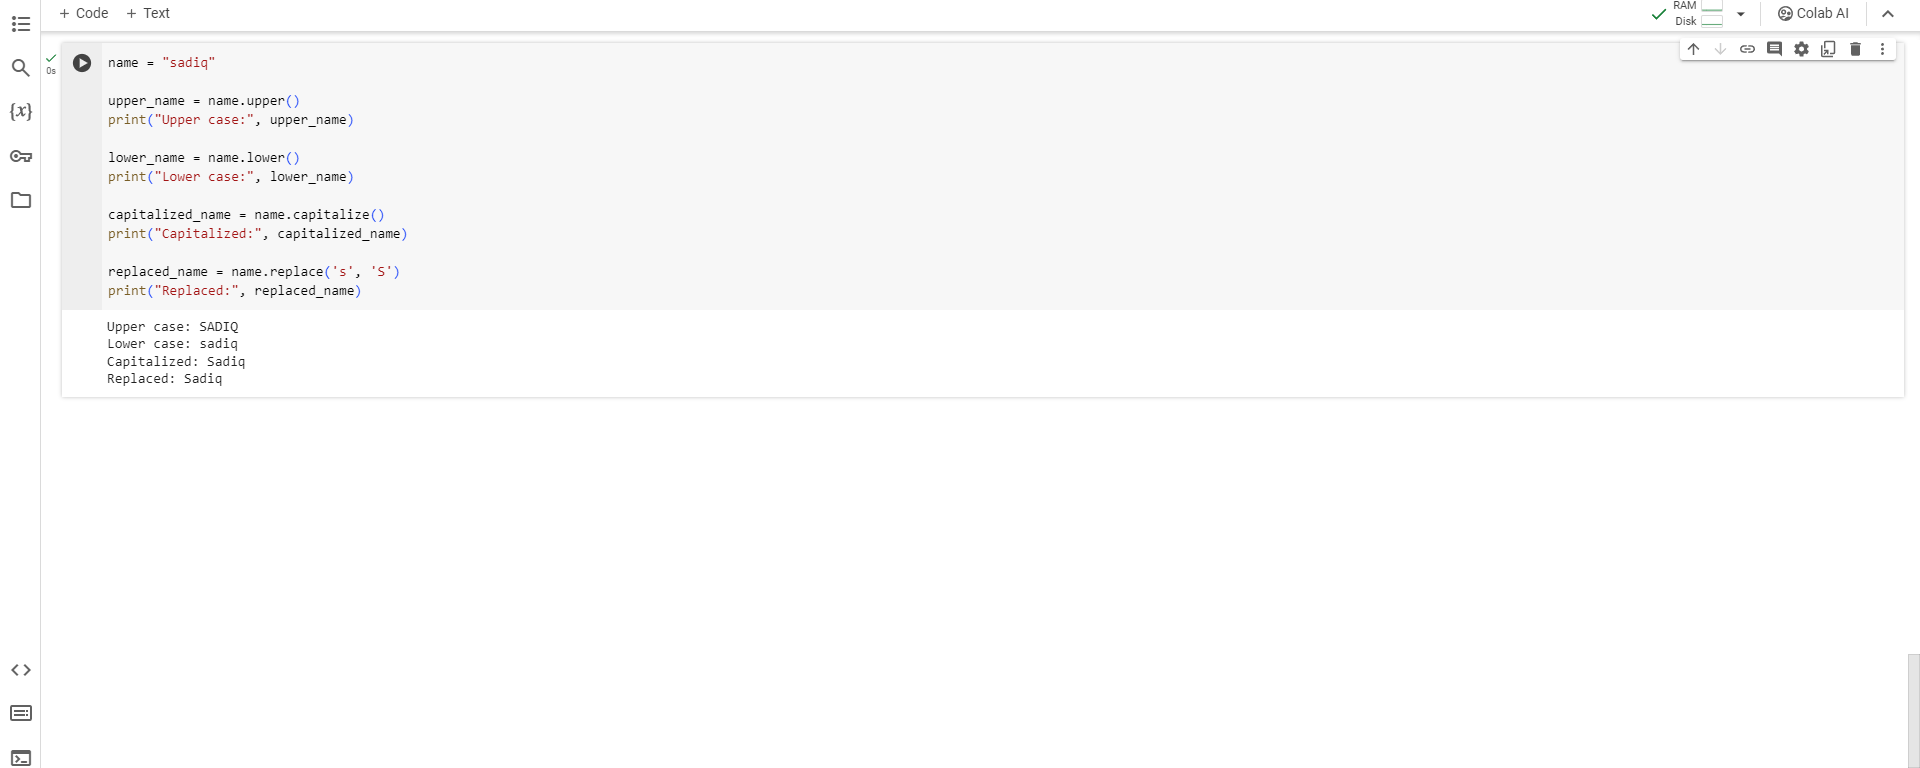 + Code + Text
RAM
Disk
Colab AI
{x}
0s
name = "sadiq"
upper_name = name.upper()
print("Upper case:", upper_name)
lower_name = name.lower()
print("Lower case:", lower_name)
capitalized_name = name.capitalize()
print("Capitalized:", capitalized_name)
replaced_name = name.replace('s', 'S')
print("Replaced:", replaced_name)
Upper case: SADIQ
Lower case: sadiq
Capitalized: Sadiq
Replaced: Sadiq